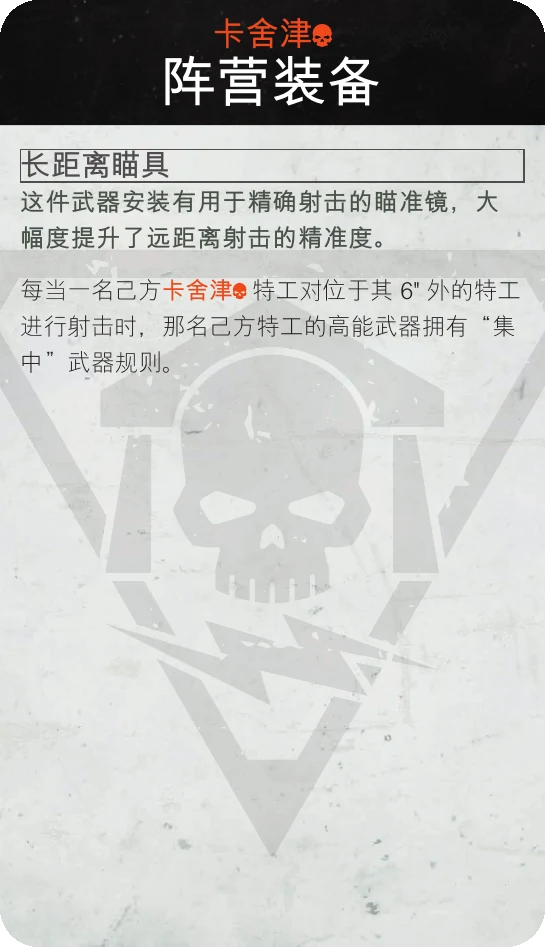 卡舍津
阵营装备
长距离瞄具
这件武器安装有用于精确射击的瞄准镜，大
幅度提升了远距离射击的精准度。
每当一名己方卡舍津特工对位于其 6" 外的特工
进行射击时，那名己方特工的高能武器拥有“集
中”武器规则。